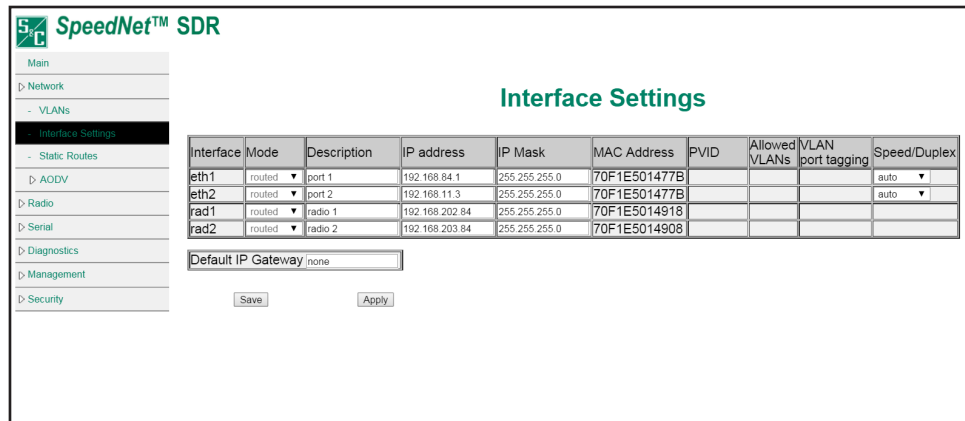 S&C SpeedNet™ SDR
Main
▷ Network
- VLANs
- Interface Settings
- Static Routes
▷ AODV
▷ Radio
▷ Serial
▷ Diagnostics
▷ Management
▷ Security
Interface Settings
Interface Mode Description IP address IP Mask MAC Address PVID Allowed VLANs VLAN port tagging Speed/Duplex
eth1 routed ▼ port 1 192.168.84.1 255.255.255.0 70F1E501477B auto ▼
eth2 routed ▼ port 2 192.168.11.3 255.255.255.0 70F1E501477B auto ▼
rad1 routed ▼ radio 1 192.168.202.84 255.255.255.0 70F1E5014918
rad2 routed ▼ radio 2 192.168.203.84 255.255.255.0 70F1E5014908
Default IP Gateway none
Save Apply